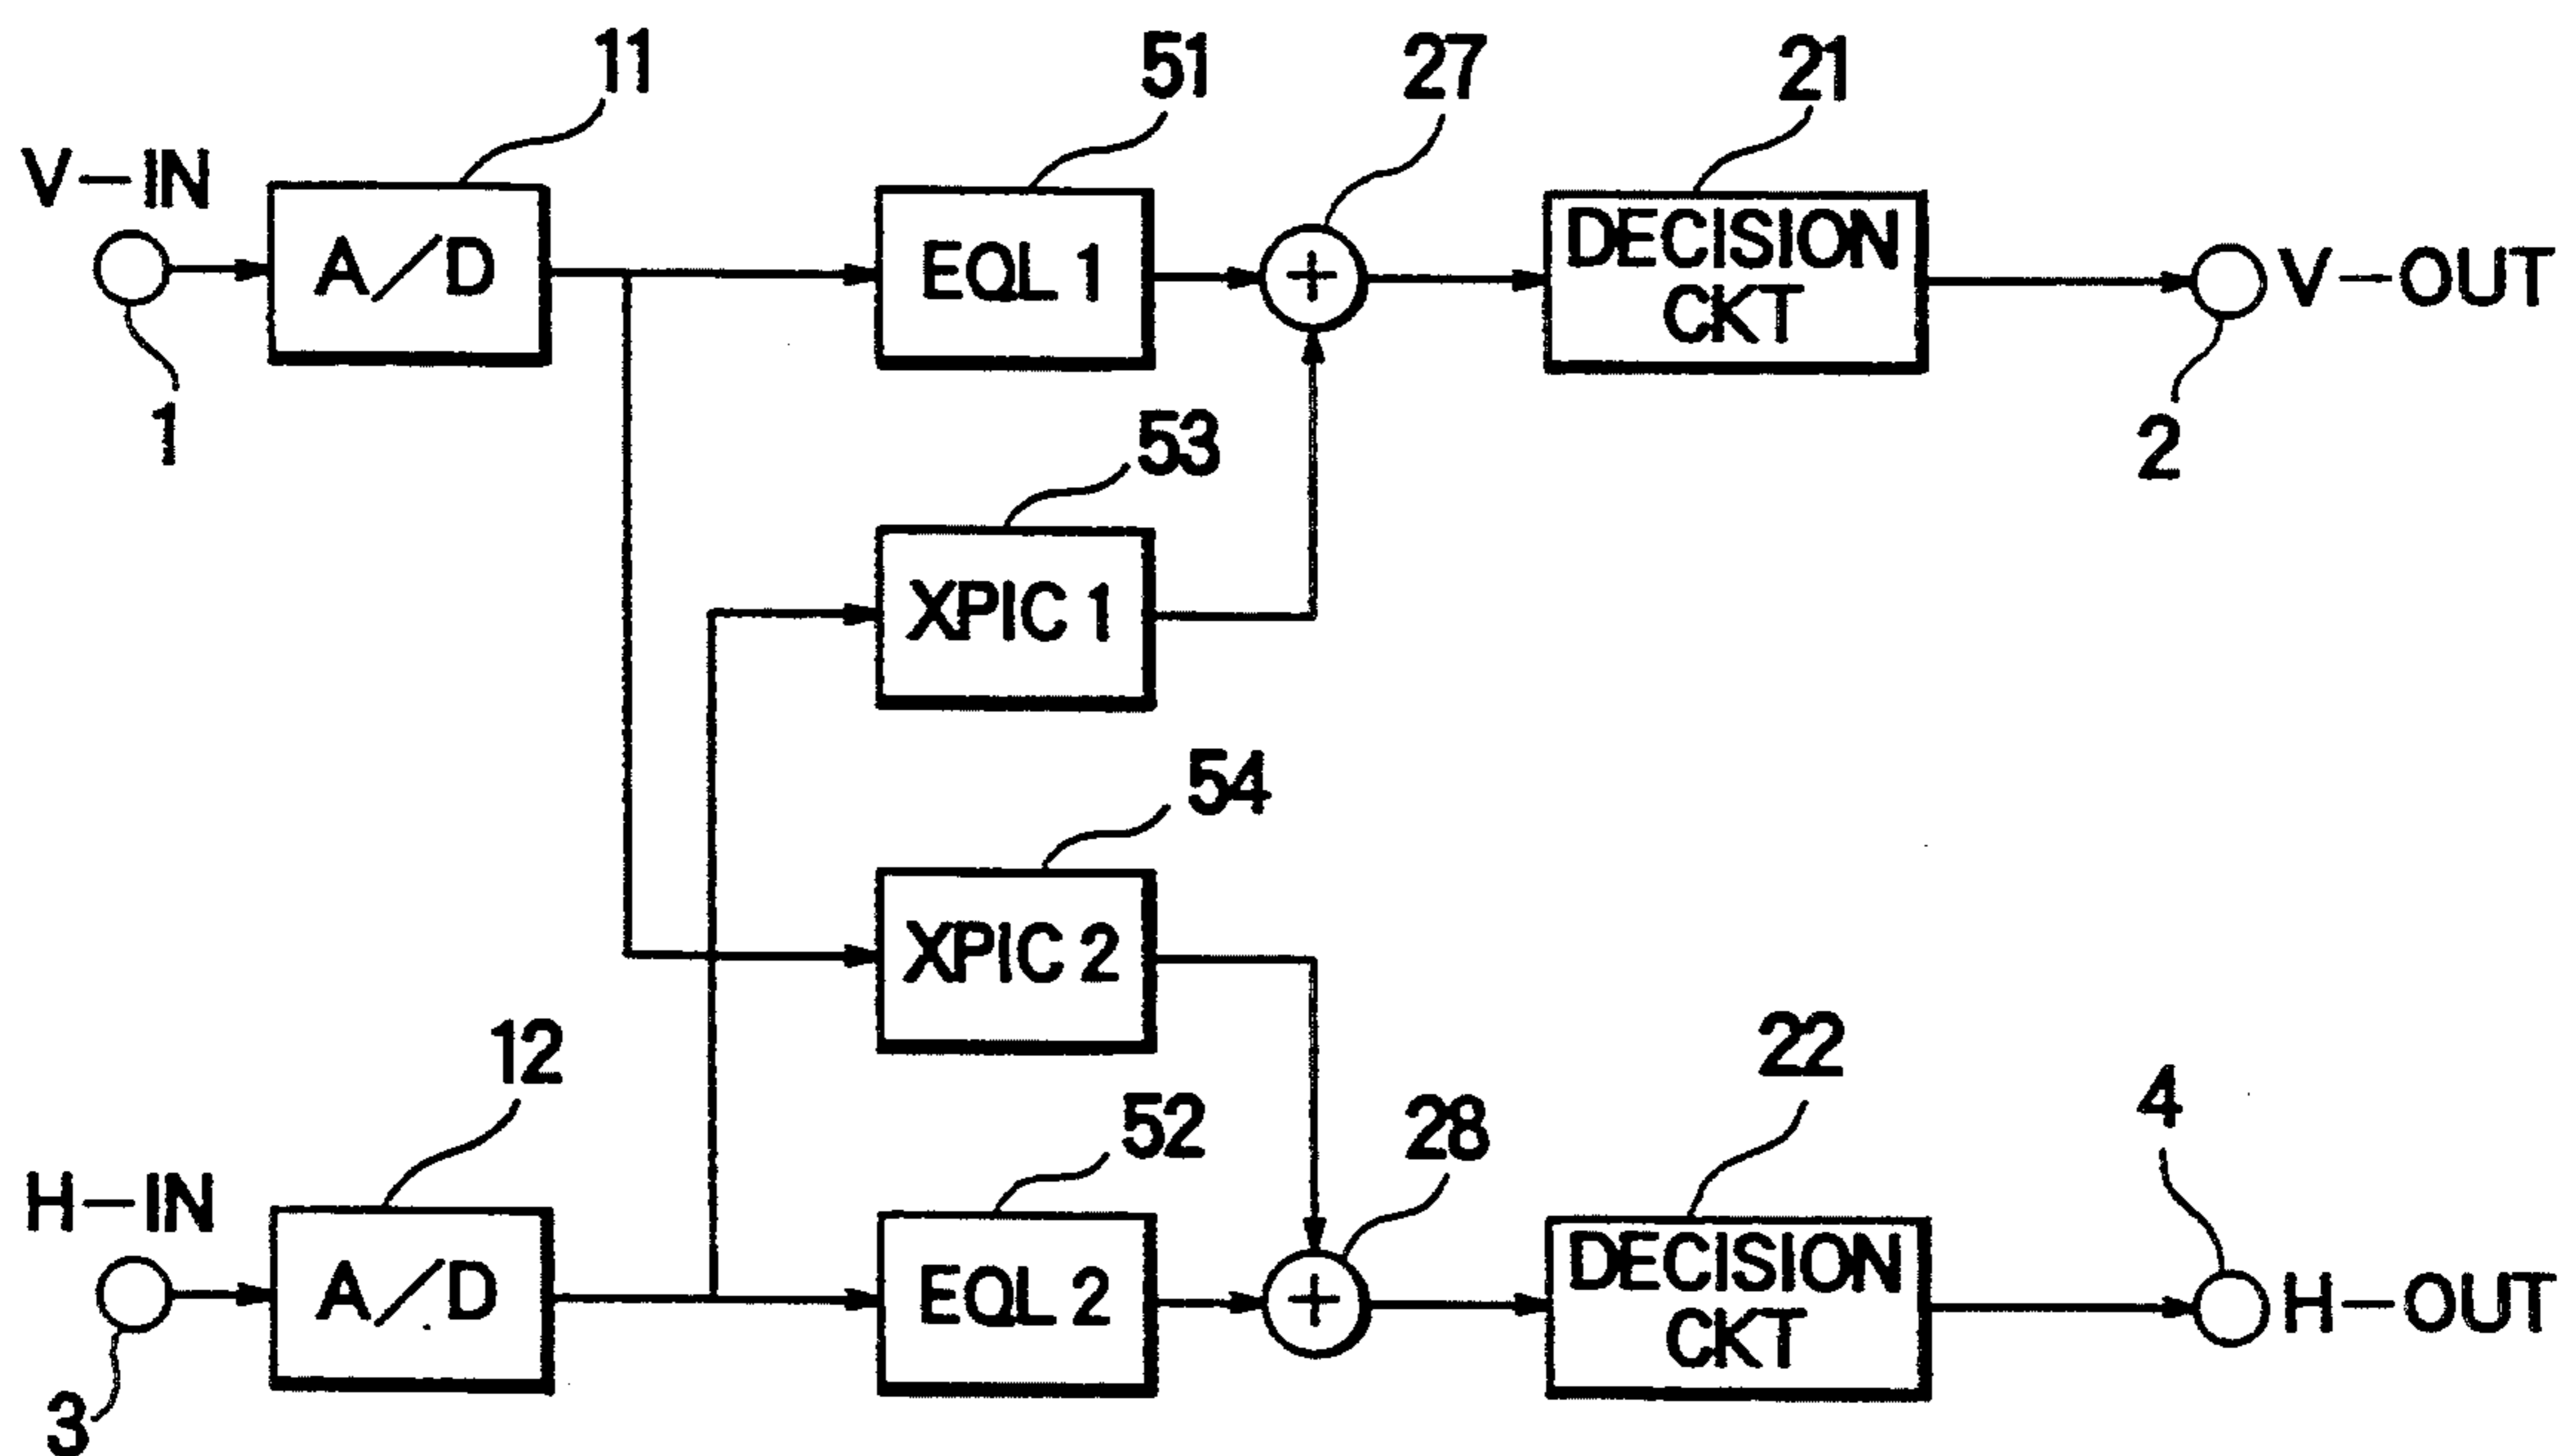 11
51
27
21
V-IN
A/D
EQL 1
+
DECISION
CKT
V-OUT
1
53
2
XPIC 1
54
XPIC 2
12
52
28
22
4
H-IN
A/D
EQL 2
+
DECISION
CKT
H-OUT
3